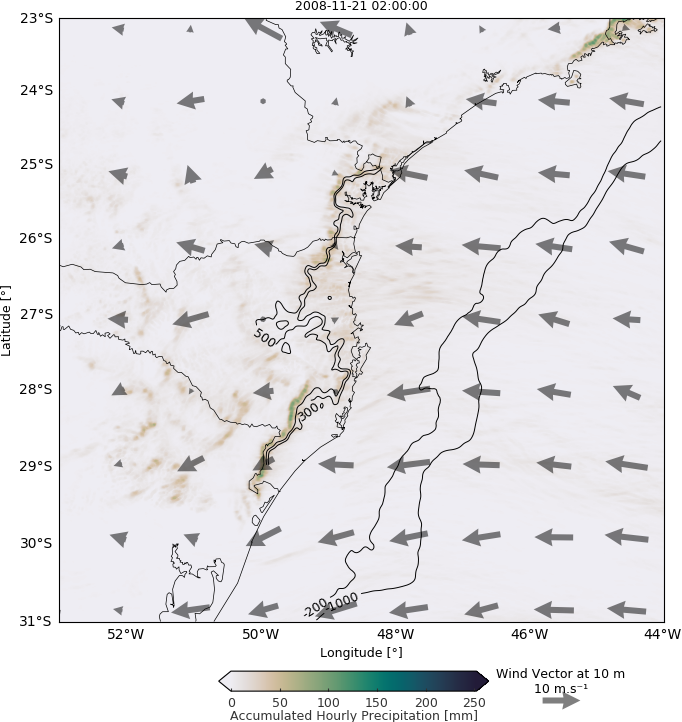 2008-11-21 02:00:00
23°S
24°S
25°S
26°S
27°S
28°S
29°S
30°S
31°S
Latitude [°]
500
300
-200
-1000
52°W 50°W 48°W 46°W 44°W
Longitude [°]
0 50 100 150 200 250
Accumulated Hourly Precipitation [mm]
Wind Vector at 10 m
10 m.s⁻¹